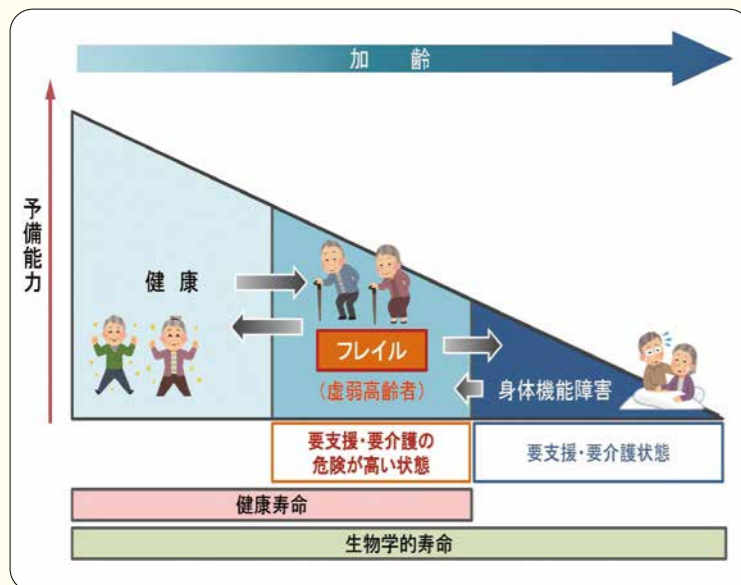 加 齢
予備能力
健 康
フレイル
(虚弱高齢者)
身体機能障害
要支援・要介護の
危険が高い状態
要支援・要介護状態
健康寿命
生物学的寿命